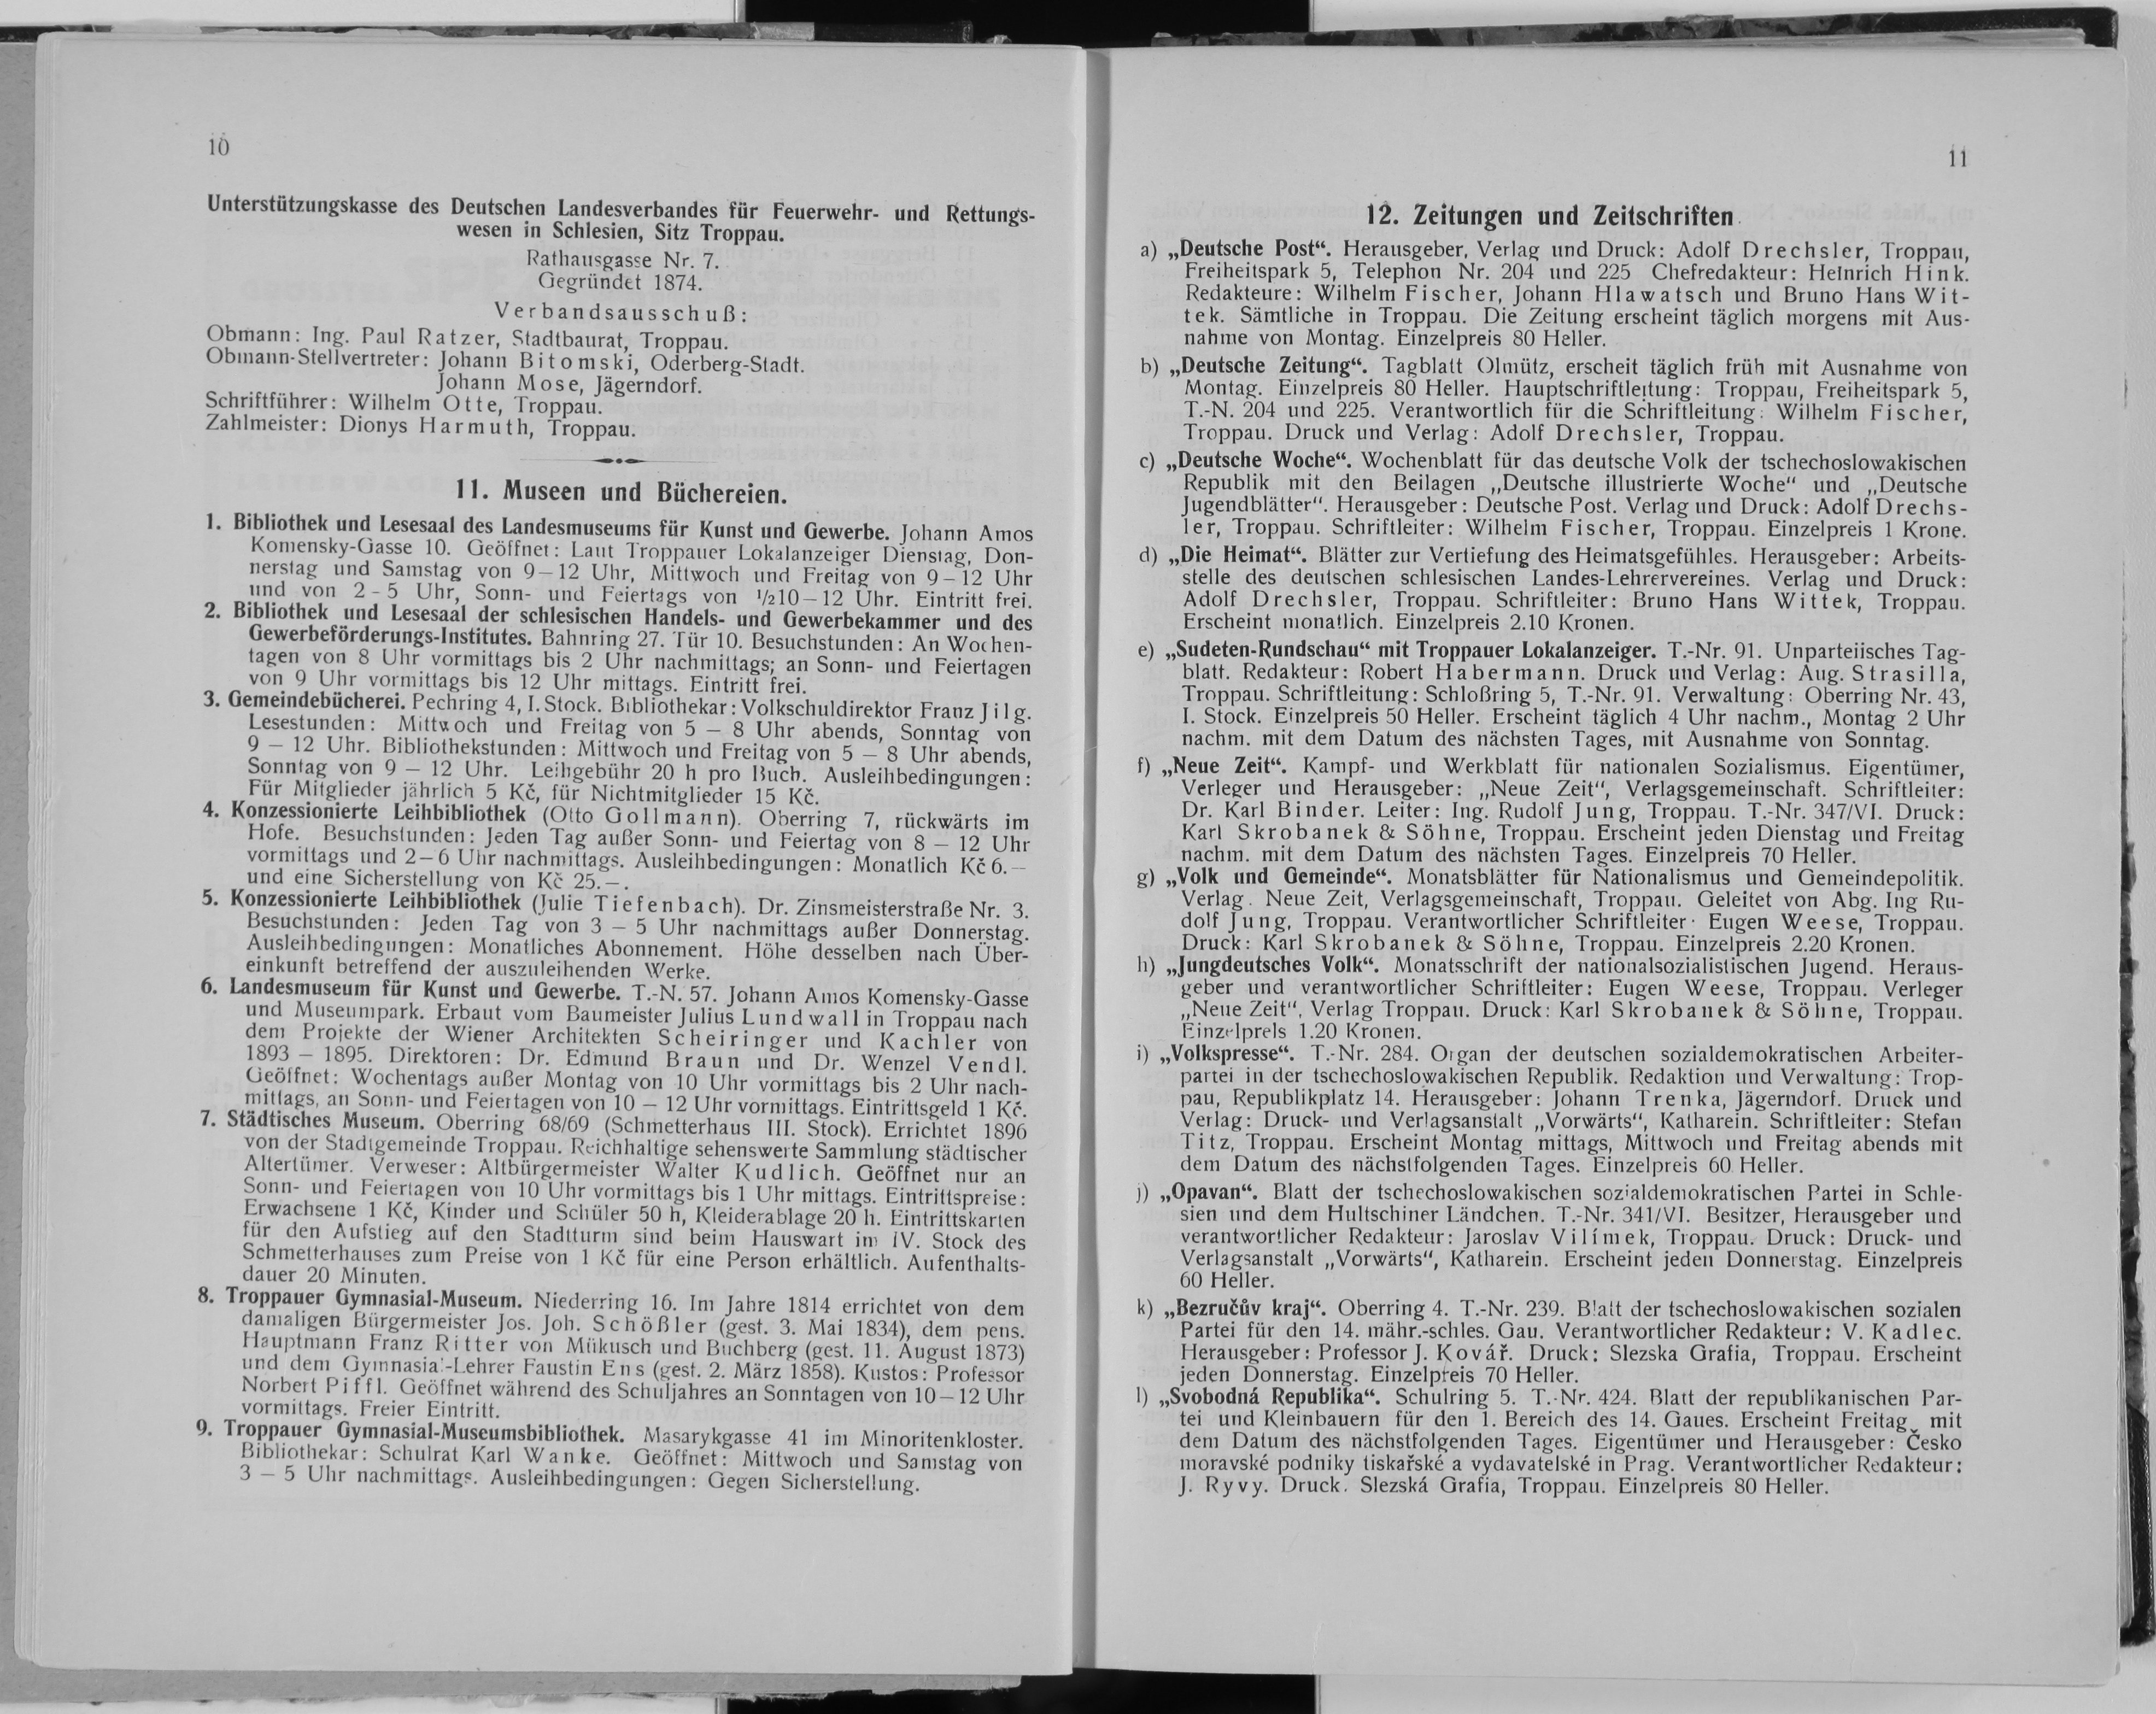 10
Unterstützungskasse des Deutschen Landesverbandes für Feuerwehr- und Rettungs-
wesen in Schlesien, Sitz Troppau.
Rathausgasse Nr. 7.
Gegründet 1874.
Verbandsausschuß:
Obmann: Ing. Paul Ratzer, Stadtbaurat, Troppau.
Obmann-Stellvertreter: Johann Bitomski, Oderberg-Stadt.
Johann Mose, Jägerndorf.
Schriftführer: Wilhelm Otte, Troppau.
Zahlmeister: Dionys Harmuth, Troppau.
11. Museen und Büchereien.
1. Bibliothek und Lesesaal des Landesmuseums für Kunst und Gewerbe. Johann Amos
Komensky-Gasse 10. Geöffnet: Laut Troppauer Lokalanzeiger Dienstag, Don-
nerstag und Samstag von 9—12 Uhr, Mittwoch und Freitag von 9—12 Uhr
und von 2-5 Uhr, Sonn- und Feiertags von 1/210—12 Uhr. Eintritt frei.
2. Bibliothek und Lesesaal der schlesischen Handels- und Gewerbekammer und des
Gewerbeförderungs-Institutes. Bahnring 27. Tür 10. Besuchstunden: An Wochen-
tagen von 8 Uhr vormittags bis 2 Uhr nachmittags; an Sonn- und Feiertagen
von 9 Uhr vormittags bis 12 Uhr mittags. Eintritt frei.
3. Gemeindebücherei. Pechring 4, I. Stock. Bibliothekar: Volkschuldirektor Franz Jilg.
Lesestunden: Mittwoch und Freitag von 5 — 8 Uhr abends, Sonntag von
9 — 12 Uhr. Bibliothekstunden: Mittwoch und Freitag von 5 — 8 Uhr abends,
Sonntag von 9 — 12 Uhr. Leihgebühr 20 h pro Buch. Ausleihbedingungen:
Für Mitglieder jährlich 5 Kč, für Nichtmitglieder 15 Kč.
4. Konzessionierte Leihbibliothek (Otto Gollmann). Oberring 7, rückwärts im
Hofe. Besuchstunden: Jeden Tag außer Sonn- und Feiertag von 8 — 12 Uhr
vormittags und 2—6 Uhr nachmittags. Ausleihbedingungen: Monatlich Kč 6.—
und eine Sicherstellung von Kč 25.—.
5. Konzessionierte Leihbibliothek (Julie Tiefenbach). Dr. Zinsmeisterstraße Nr. 3.
Besuchstunden: Jeden Tag von 3 — 5 Uhr nachmittags außer Donnerstag.
Ausleihbedingungen: Monatliches Abonnement. Höhe desselben nach Über-
einkunft betreffend der auszuleihenden Werke.
6. Landesmuseum für Kunst und Gewerbe. T.-N. 57. Johann Amos Komensky-Gasse
und Museumpark. Erbaut vom Baumeister Julius Lundwall in Troppau nach
dem Projekte der Wiener Architekten Scheiringer und Kachler von
1893 — 1895. Direktoren: Dr. Edmund Braun und Dr. Wenzel Vendl.
Geöffnet: Wochentags außer Montag von 10 Uhr vormittags bis 2 Uhr nach-
mittags, an Sonn- und Feiertagen von 10 — 12 Uhr vormittags. Eintrittsgeld 1 Kč.
7. Städtisches Museum. Oberring 68/69 (Schmetterhaus III. Stock). Errichtet 1896
von der Stadtgemeinde Troppau. Reichhaltige sehenswerte Sammlung städtischer
Altertümer. Verweser: Altbürgermeister Walter Kudlich. Geöffnet nur an
Sonn- und Feiertagen von 10 Uhr vormittags bis 1 Uhr mittags. Eintrittspreise:
Erwachsene 1 Kč, Kinder und Schüler 50 h, Kleiderablage 20 h. Eintrittskarten
für den Aufstieg auf den Stadtturm sind beim Hauswart im IV. Stock des
Schmetterhauses zum Preise von 1 Kč für eine Person erhältlich. Aufenthalts-
dauer 20 Minuten.
8. Troppauer Gymnasial-Museum. Niederring 16. Im Jahre 1814 errichtet von dem
damaligen Bürgermeister Jos. Joh. Schößler (gest. 3. Mai 1834), dem pens.
Hauptmann Franz Ritter von Mükusch und Buchberg (gest. 11. August 1873)
und dem Gymnasial-Lehrer Faustin Ens (gest. 2. März 1858). Kustos: Professor
Norbert Piffl. Geöffnet während des Schuljahres an Sonntagen von 10—12 Uhr
vormittags. Freier Eintritt.
9. Troppauer Gymnasial-Museumsbibliothek. Masarykgasse 41 im Minoritenkloster.
Bibliothekar: Schulrat Karl Wanke. Geöffnet: Mittwoch und Samstag von
3 — 5 Uhr nachmittags. Ausleihbedingungen: Gegen Sicherstellung.
11
12. Zeitungen und Zeitschriften
a) „Deutsche Post“. Herausgeber, Verlag und Druck: Adolf Drechsler, Troppau,
Freiheitspark 5, Telephon Nr. 204 und 225 Chefredakteur: Heinrich Hink.
Redakteure: Wilhelm Fischer, Johann Hlawatsch und Bruno Hans Wit-
tek. Sämtliche in Troppau. Die Zeitung erscheint täglich morgens mit Aus-
nahme von Montag. Einzelpreis 80 Heller.
b) „Deutsche Zeitung“. Tagblatt Olmütz, erscheit täglich früh mit Ausnahme von
Montag. Einzelpreis 80 Heller. Hauptschriftleitung: Troppau, Freiheitspark 5,
T.-N. 204 und 225. Verantwortlich für die Schriftleitung: Wilhelm Fischer,
Troppau. Druck und Verlag: Adolf Drechsler, Troppau.
c) „Deutsche Woche“. Wochenblatt für das deutsche Volk der tschechoslowakischen
Republik mit den Beilagen „Deutsche illustrierte Woche“ und „Deutsche
Jugendblätter“. Herausgeber: Deutsche Post. Verlag und Druck: Adolf Drechs-
ler, Troppau. Schriftleiter: Wilhelm Fischer, Troppau. Einzelpreis 1 Krone.
d) „Die Heimat“. Blätter zur Vertiefung des Heimatsgefühles. Herausgeber: Arbeits-
stelle des deutschen schlesischen Landes-Lehrervereines. Verlag und Druck:
Adolf Drechsler, Troppau. Schriftleiter: Bruno Hans Wittek, Troppau.
Erscheint monatlich. Einzelpreis 2.10 Kronen.
e) „Sudeten-Rundschau“ mit Troppauer Lokalanzeiger. T.-Nr. 91. Unparteiisches Tag-
blatt. Redakteur: Robert Habermann. Druck und Verlag: Aug. Strasilla,
Troppau. Schriftleitung: Schloßring 5, T.-Nr. 91. Verwaltung: Oberring Nr. 43,
I. Stock. Einzelpreis 50 Heller. Erscheint täglich 4 Uhr nachm., Montag 2 Uhr
nachm. mit dem Datum des nächsten Tages, mit Ausnahme von Sonntag.
f) „Neue Zeit“. Kampf- und Werkblatt für nationalen Sozialismus. Eigentümer,
Verleger und Herausgeber: „Neue Zeit“, Verlagsgemeinschaft. Schriftleiter:
Dr. Karl Binder. Leiter: Ing. Rudolf Jung, Troppau. T.-Nr. 347/VI. Druck:
Karl Skrobanek & Söhne, Troppau. Erscheint jeden Dienstag und Freitag
nachm. mit dem Datum des nächsten Tages. Einzelpreis 70 Heller.
g) „Volk und Gemeinde“. Monatsblätter für Nationalismus und Gemeindepolitik.
Verlag. Neue Zeit, Verlagsgemeinschaft, Troppau. Geleitet von Abg. Ing Ru-
dolf Jung, Troppau. Verantwortlicher Schriftleiter· Eugen Weese, Troppau.
Druck: Karl Skrobanek & Söhne, Troppau. Einzelpreis 2.20 Kronen.
h) „Jungdeutsches Volk“. Monatsschrift der nationalsozialistischen Jugend. Heraus-
geber und verantwortlicher Schriftleiter: Eugen Weese, Troppau. Verleger
„Neue Zeit“, Verlag Troppau. Druck: Karl Skrobanek & Söhne, Troppau.
Einzelpreis 1.20 Kronen.
i) „Volkspresse“. T.-Nr. 284. Organ der deutschen sozialdemokratischen Arbeiter-
partei in der tschechoslowakischen Republik. Redaktion und Verwaltung: Trop-
pau, Republikplatz 14. Herausgeber: Johann Trenka, Jägerndorf. Druck und
Verlag: Druck- und Verlagsanstalt „Vorwärts“, Katharein. Schriftleiter: Stefan
Titz, Troppau. Erscheint Montag mittags, Mittwoch und Freitag abends mit
dem Datum des nächstfolgenden Tages. Einzelpreis 60 Heller.
j) „Opavan“. Blatt der tschechoslowakischen sozialdemokratischen Partei in Schle-
sien und dem Hultschiner Ländchen. T.-Nr. 341/VI. Besitzer, Herausgeber und
verantworlicher Redakteur: Jaroslav Vilímek, Troppau. Druck: Druck- und
Verlagsanstalt „Vorwärts“, Katharein. Erscheint jeden Donnerstag. Einzelpreis
60 Heller.
k) „Bezručův kraj“. Oberring 4. T.-Nr. 239. Blatt der tschechoslowakischen sozialen
Partei für den 14. mähr.-schles. Gau. Verantwortlicher Redakteur: V. Kadlec.
Herausgeber: Professor J. Kovář. Druck: Slezska Grafia, Troppau. Erscheint
jeden Donnerstag. Einzelpreis 70 Heller.
l) „Svobodná Republika“. Schulring 5. T.-Nr. 424. Blatt der republikanischen Par-
tei und Kleinbauern für den 1. Bereich des 14. Gaues. Erscheint Freitag mit
dem Datum des nächstfolgenden Tages. Eigentümer und Herausgeber: Česko
moravské podniky tiskařské a vydavatelské in Prag. Verantwortlicher Redakteur:
J. Ryvy. Druck. Slezská Grafia, Troppau. Einzelpreis 80 Heller.